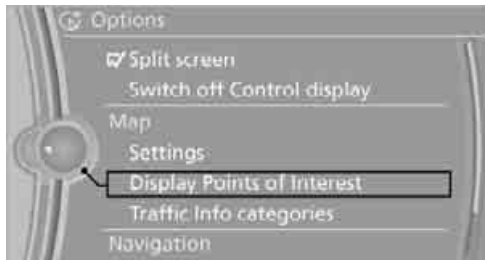 Options
Split screen
Switch off Control display
Map
Settings
Display Points of Interest
Traffic Info categories
Navigation